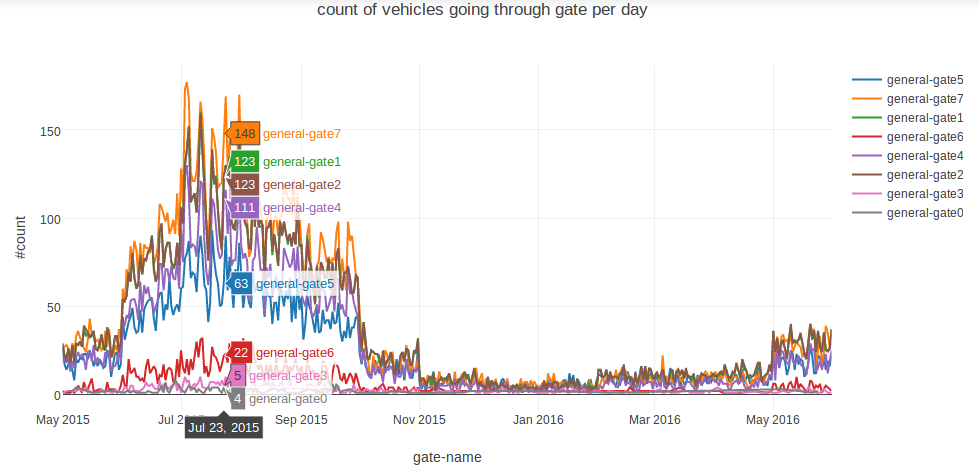 count of vehicles going through gate per day
general-gate5
general-gate7
general-gate1
general-gate6
general-gate4
general-gate2
general-gate3
general-gate0
150
100
50
0
#count
148 general-gate7
123 general-gate1
123 general-gate2
111 general-gate4
63 general-gate5
22 general-gate6
5 general-gate3
4 general-gate0
May 2015
Jul
Sep 2015
Nov 2015
Jan 2016
Mar 2016
May 2016
Jul 23, 2015
gate-name